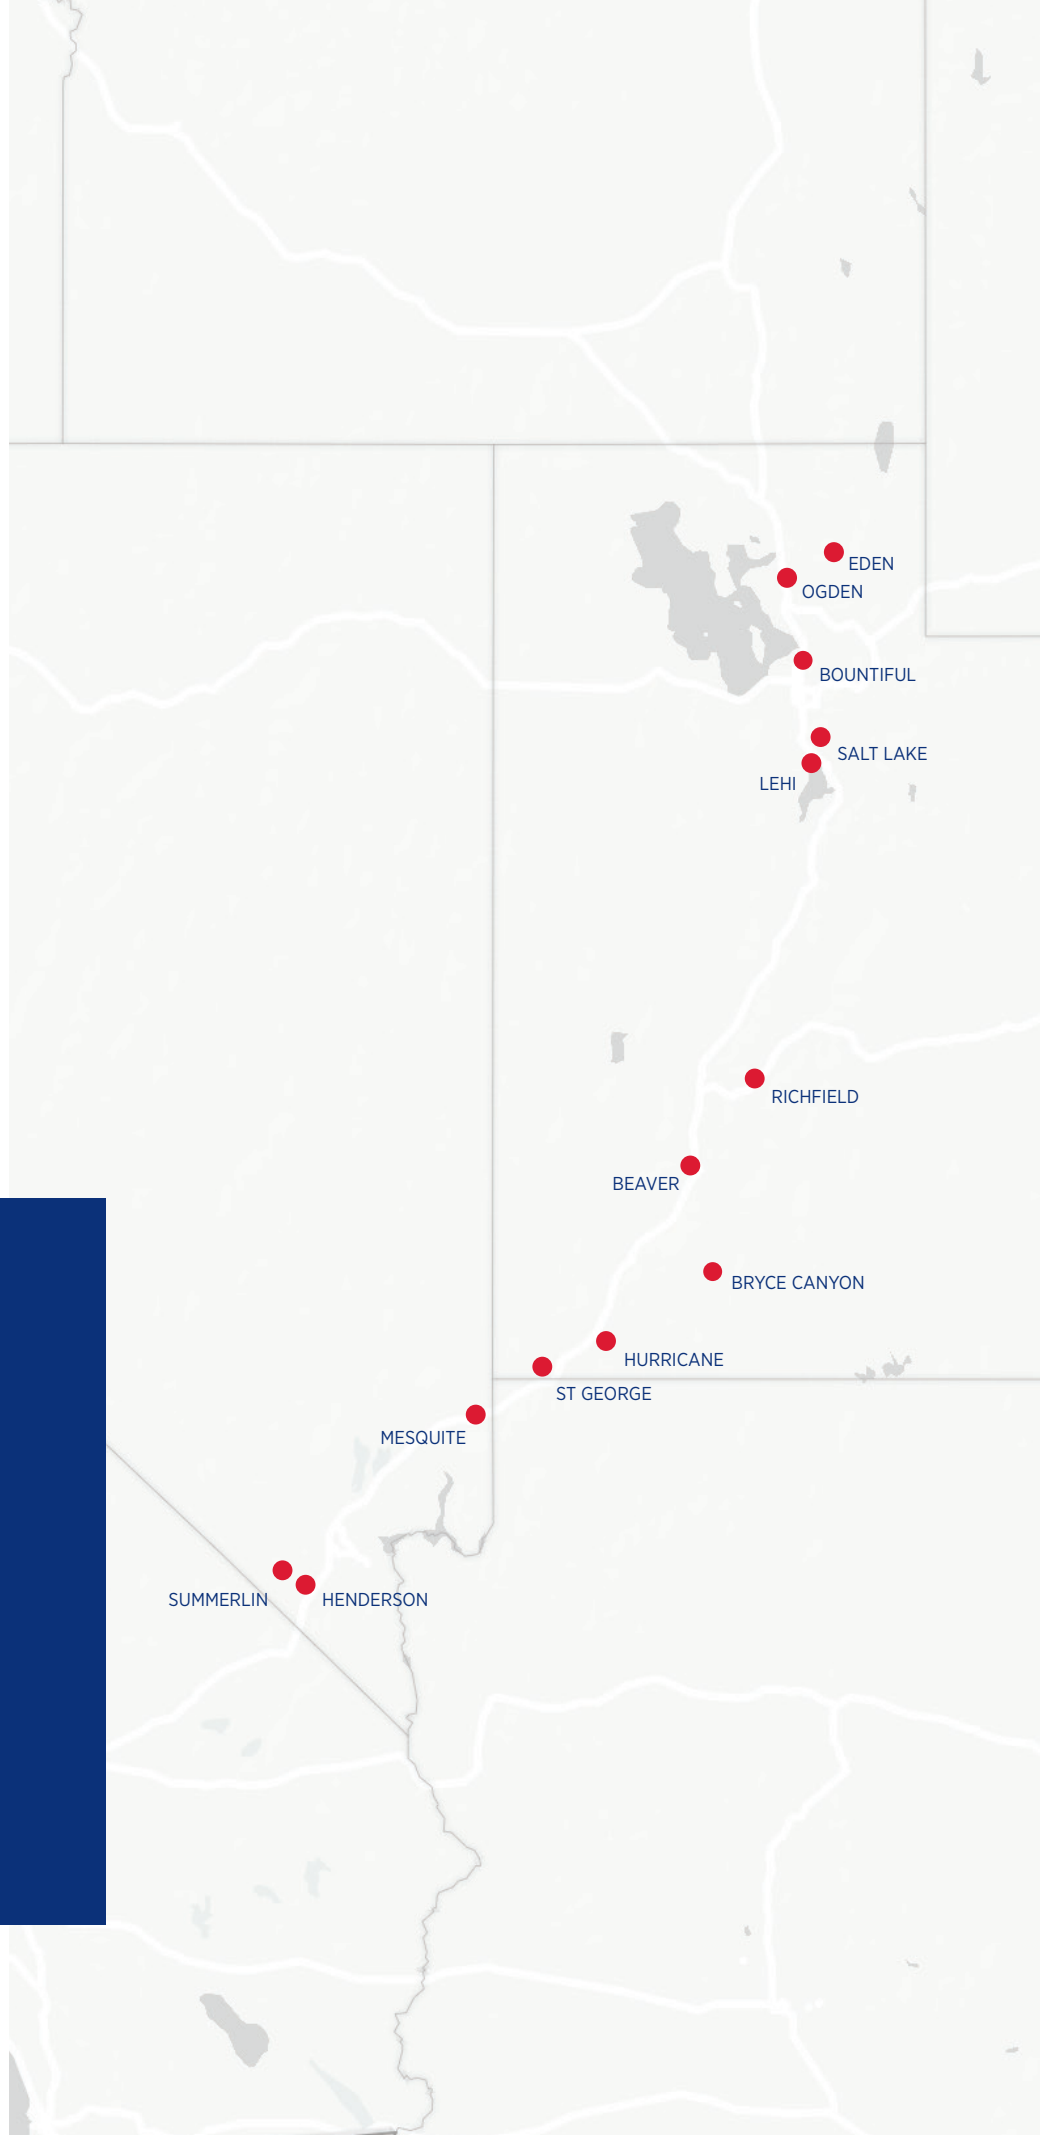 EDEN
OGDEN
BOUNTIFUL
SALT LAKE
LEHI
RICHFIELD
BEAVER
BRYCE CANYON
HURRICANE
ST GEORGE
MESQUITE
SUMMERLIN
HENDERSON